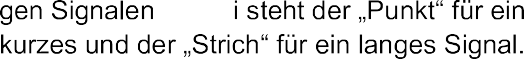 gen Signalen i steht der „Punkt“ für ein
kurzes und der „Strich“ für ein langes Signal.